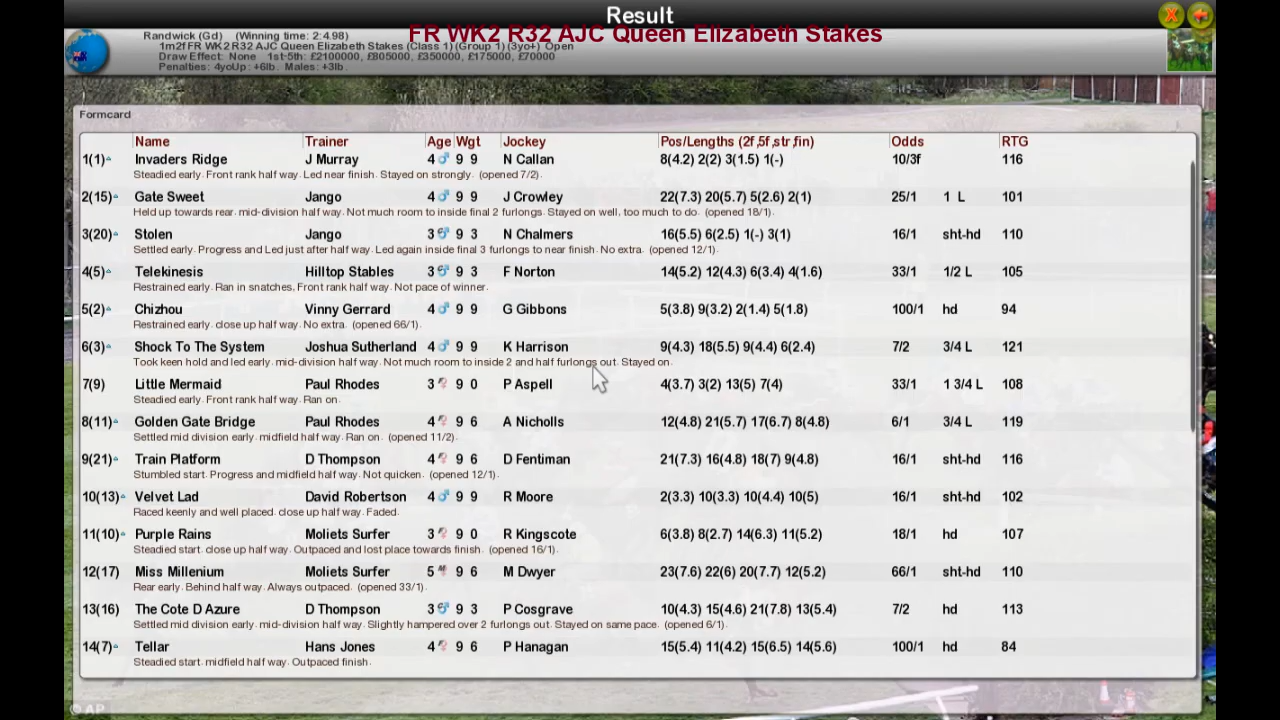 Result
FR WK2 R32 AJC Queen Elizabeth Stakes
Randwick (Gd) (Winning time: 2:4.98)
1m2f FR WK2 R32 AJC Queen Elizabeth Stakes (Class 1) (Group 1) (3yo+) Open
Draw Effect: None 1st-5th: £2100000, £805000, £350000, £175000, £70000
Penalties: 4yoUp: +6lb. Males: +3lb.
Formcard
Name Trainer Age Wgt Jockey Pos/Lengths (2f,5f,str,fin) Odds RTG
1(1) Invaders Ridge J Murray 4 9 9 N Callan 8(4.2) 2(2) 3(1.5) 1(-) 10/3f 116
Steadied early. Front rank half way. Led near finish. Stayed on strongly. (opened 7/2).
2(15) Gate Sweet Jango 4 9 9 J Crowley 22(7.3) 20(5.7) 5(2.6) 2(1) 25/1 1 L 101
Held up towards rear. mid-division half way. Not much room to inside final 2 furlongs. Stayed on well, too much to do. (opened 18/1).
3(20) Stolen Jango 3 9 3 N Chalmers 16(5.5) 6(2.5) 1(-) 3(1) 16/1 sht-hd 110
Settled early. Progress and Led just after half way. Led again inside final 3 furlongs to near finish. No extra. (opened 12/1).
4(5) Telekinesis Hilltop Stables 3 9 3 F Norton 14(5.2) 12(4.3) 6(3.4) 4(1.6) 33/1 1/2 L 105
Restrained early. Ran in snatches, Front rank half way. Not pace of winner.
5(2) Chizhou Vinny Gerrard 4 9 9 G Gibbons 5(3.8) 9(3.2) 2(1.4) 5(1.8) 100/1 hd 94
Restrained early. close up half way. No extra. (opened 66/1).
6(3) Shock To The System Joshua Sutherland 4 9 9 K Harrison 9(4.3) 18(5.5) 9(4.4) 6(2.4) 7/2 3/4 L 121
Took keen hold and led early. mid-division half way. Not much room to inside 2 and half furlongs out. Stayed on.
7(9) Little Mermaid Paul Rhodes 3 9 0 P Aspell 4(3.7) 3(2) 13(5) 7(4) 33/1 1 3/4 L 108
Steadied early. Front rank half way. Ran on.
8(11) Golden Gate Bridge Paul Rhodes 4 9 6 A Nicholls 12(4.8) 21(5.7) 17(6.7) 8(4.8) 6/1 3/4 L 119
Settled mid division early. midfield half way. Ran on. (opened 11/2).
9(21) Train Platform D Thompson 4 9 6 D Fentiman 21(7.3) 16(4.8) 18(7) 9(4.8) 16/1 sht-hd 116
Stumbled start. Progress and midfield half way. Not quicken. (opened 12/1).
10(13) Velvet Lad David Robertson 4 9 9 R Moore 2(3.3) 10(3.3) 10(4.4) 10(5) 16/1 sht-hd 102
Raced keenly and well placed. close up half way. Faded.
11(10) Purple Rains Moliets Surfer 3 9 0 R Kingscote 6(3.8) 8(2.7) 14(6.3) 11(5.2) 18/1 hd 107
Steadied start. close up half way. Outpaced and lost place towards finish. (opened 16/1).
12(17) Miss Millenium Moliets Surfer 5 9 6 M Dwyer 23(7.6) 22(6) 20(7.7) 12(5.2) 66/1 sht-hd 110
Rear early. Behind half way. Always outpaced. (opened 33/1).
13(16) The Cote D Azure D Thompson 3 9 3 P Cosgrave 10(4.3) 15(4.6) 21(7.8) 13(5.4) 7/2 hd 113
Settled mid division early. mid-division half way. Slightly hampered over 2 furlongs out. Stayed on same pace. (opened 6/1).
14(7) Tellar Hans Jones 4 9 6 P Hanagan 15(5.4) 11(4.2) 15(6.5) 14(5.6) 100/1 hd 84
Steadied start. midfield half way. Outpaced finish.
© AP